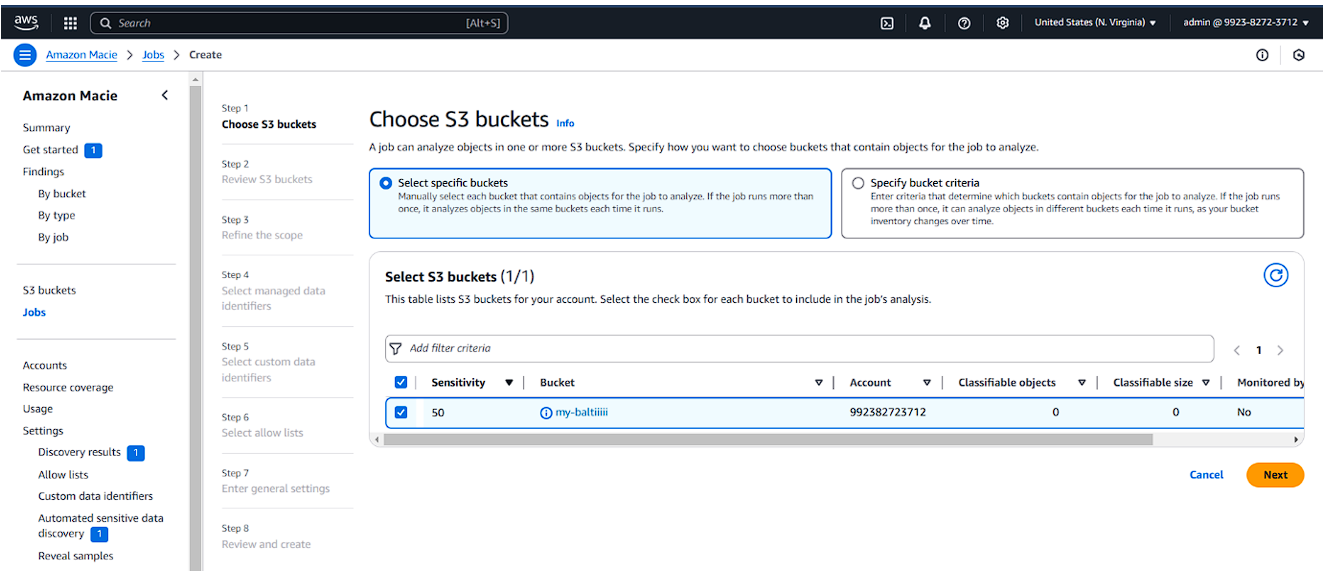 aws Search [Alt+S] United States (N. Virginia) admin @ 9923-8272-3712
Amazon Macie > Jobs > Create
Amazon Macie
Summary
Get started 1
Findings
By bucket
By type
By job
S3 buckets
Jobs
Accounts
Resource coverage
Usage
Settings
Discovery results 1
Allow lists
Custom data identifiers
Automated sensitive data
discovery 1
Reveal samples
Step 1
Choose S3 buckets
Step 2
Review S3 buckets
Step 3
Refine the scope
Step 4
Select managed data
identifiers
Step 5
Select custom data
identifiers
Step 6
Select allow lists
Step 7
Enter general settings
Step 8
Review and create
Choose S3 buckets Info
A job can analyze objects in one or more S3 buckets. Specify how you want to choose buckets that contain objects for the job to analyze.
Select specific buckets
Manually select each bucket that contains objects for the job to analyze. If the job runs more than
once, it analyzes objects in the same buckets each time it runs.
Specify bucket criteria
Enter criteria that determine which buckets contain objects for the job to analyze. If the job runs
more than once, it can analyze objects in different buckets each time it runs, as your bucket
inventory changes over time.
Select S3 buckets (1/1)
This table lists S3 buckets for your account. Select the check box for each bucket to include in the job's analysis.
Add filter criteria
1
Sensitivity Bucket Account Classifiable objects Classifiable size Monitored by
50 my-baltiiiii 992382723712 0 0 No
Cancel Next